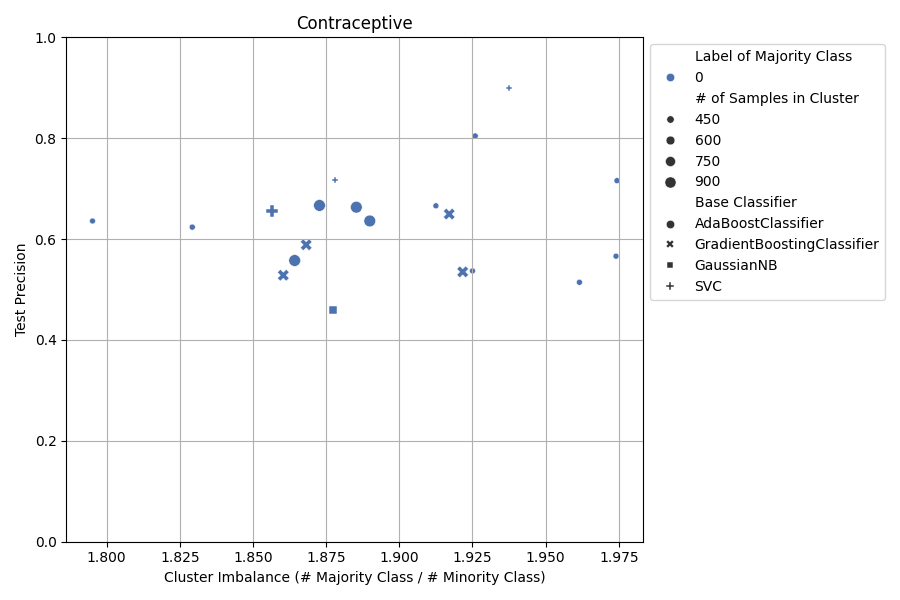 Contraceptive
1.0
0.8
0.6
0.4
0.2
0.0
Test Precision
1.800
1.825
1.850
1.875
1.900
1.925
1.950
1.975
Cluster Imbalance (# Majority Class / # Minority Class)
Label of Majority Class
0
# of Samples in Cluster
450
600
750
900
Base Classifier
AdaBoostClassifier
GradientBoostingClassifier
GaussianNB
SVC